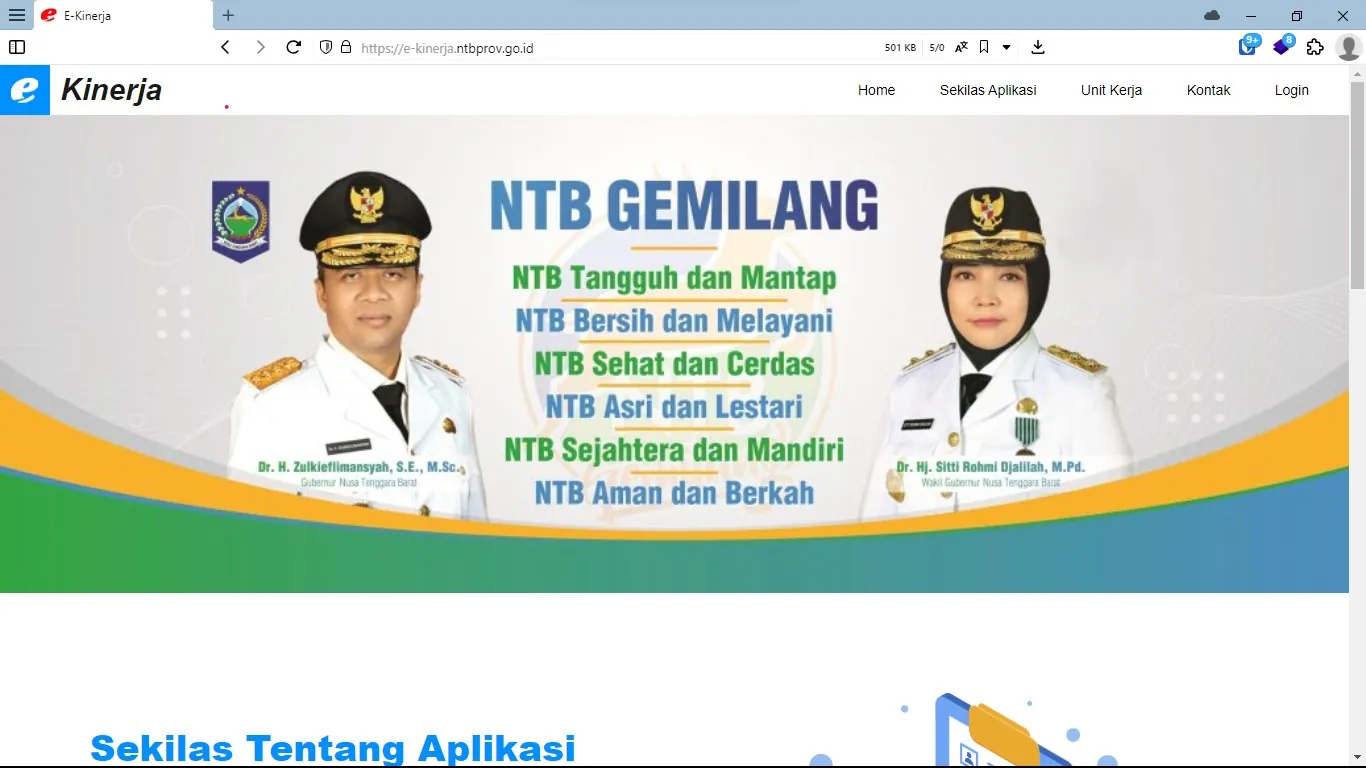 E-Kinerja
https://e-kinerja.ntbprov.go.id
501 KB
5/0
9+
8
e Kinerja
Home
Sekilas Aplikasi
Unit Kerja
Kontak
Login
NTB GEMILANG
NTB Tangguh dan Mantap
NTB Bersih dan Melayani
NTB Sehat dan Cerdas
NTB Asri dan Lestari
NTB Sejahtera dan Mandiri
NTB Aman dan Berkah
Dr. H. Zulkieflimansyah, S.E., M.Sc.
Gubernur Nusa Tenggara Barat
Dr. Hj. Sitti Rohmi Djalilah, M.Pd.
Wakil Gubernur Nusa Tenggara Barat
Sekilas Tentang Aplikasi